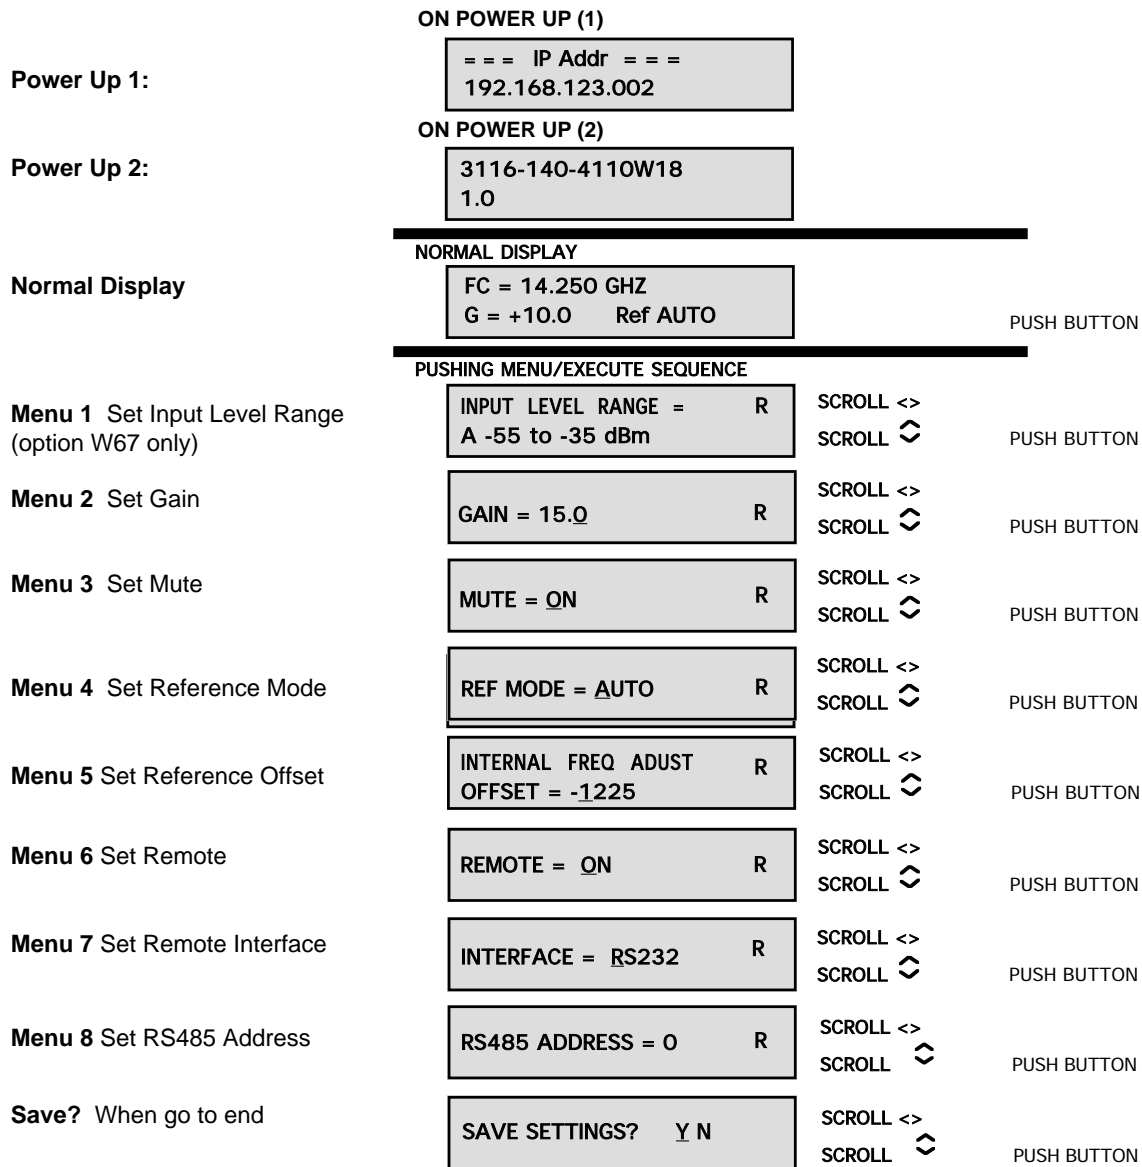 ON POWER UP (1)
Power Up 1:
= = = IP Addr = = =
192.168.123.002
ON POWER UP (2)
Power Up 2:
3116-140-4110W18
1.0
NORMAL DISPLAY
Normal Display
FC = 14.250 GHZ
G = +10.0 Ref AUTO
PUSH BUTTON
PUSHING MENU/EXECUTE SEQUENCE
Menu 1 Set Input Level Range
(option W67 only)
INPUT LEVEL RANGE = R
A -55 to -35 dBm
SCROLL <>
SCROLL
PUSH BUTTON
Menu 2 Set Gain
GAIN = 15.0 R
SCROLL <>
SCROLL
PUSH BUTTON
Menu 3 Set Mute
MUTE = ON R
SCROLL <>
SCROLL
PUSH BUTTON
Menu 4 Set Reference Mode
REF MODE = AUTO R
SCROLL <>
SCROLL
PUSH BUTTON
Menu 5 Set Reference Offset
INTERNAL FREQ ADUST R
OFFSET = -1225
SCROLL <>
SCROLL
PUSH BUTTON
Menu 6 Set Remote
REMOTE = ON R
SCROLL <>
SCROLL
PUSH BUTTON
Menu 7 Set Remote Interface
INTERFACE = RS232 R
SCROLL <>
SCROLL
PUSH BUTTON
Menu 8 Set RS485 Address
RS485 ADDRESS = 0 R
SCROLL <>
SCROLL
PUSH BUTTON
Save? When go to end
SAVE SETTINGS? Y N
SCROLL <>
SCROLL
PUSH BUTTON